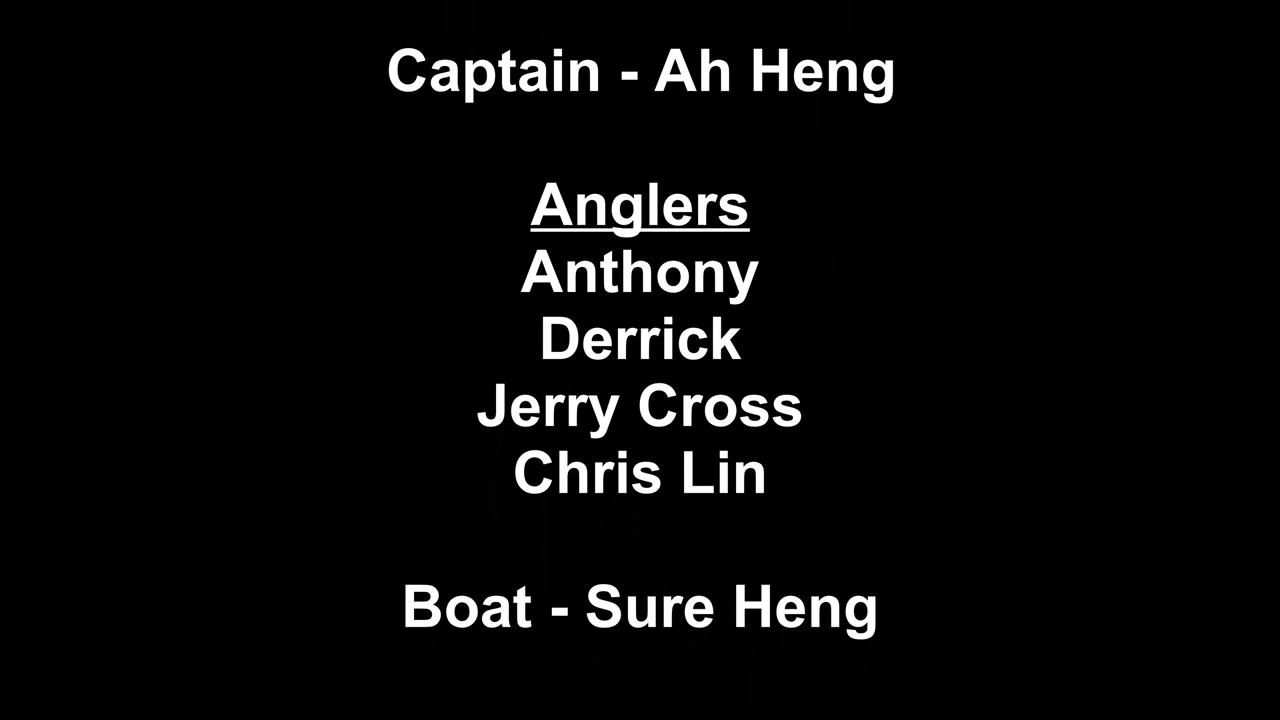 Captain - Ah Heng
Anglers
Anthony
Derrick
Jerry Cross
Chris Lin
Boat - Sure Heng